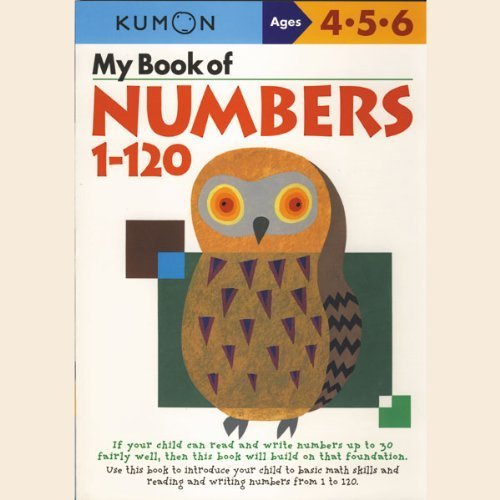 KUMON Ages 4•5•6
My Book of
NUMBERS
1-120
If your child can read and write numbers up to 30
fairly well, then this book will build on that foundation.
Use this book to introduce your child to basic math skills and
reading and writing numbers from 1 to 120.